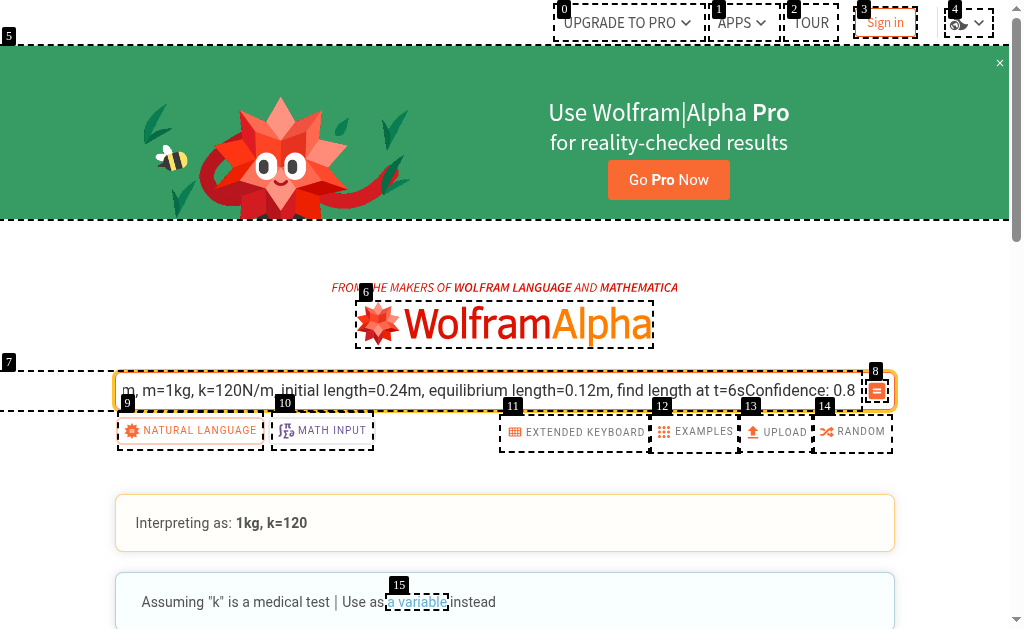 UPGRADE TO PRO
APPS
TOUR
Sign in
0
1
2
3
4
5
×
Use Wolfram|Alpha Pro
for reality-checked results
Go Pro Now
FROM THE MAKERS OF WOLFRAM LANGUAGE AND MATHEMATICA
6
WolframAlpha
7
8
m, m=1kg, k=120N/m, initial length=0.24m, equilibrium length=0.12m, find length at t=6sConfidence: 0.8
9
10
11
12
13
14
NATURAL LANGUAGE
MATH INPUT
EXTENDED KEYBOARD
EXAMPLES
UPLOAD
RANDOM
Interpreting as: 1kg, k=120
15
Assuming "k" is a medical test | Use as a variable instead